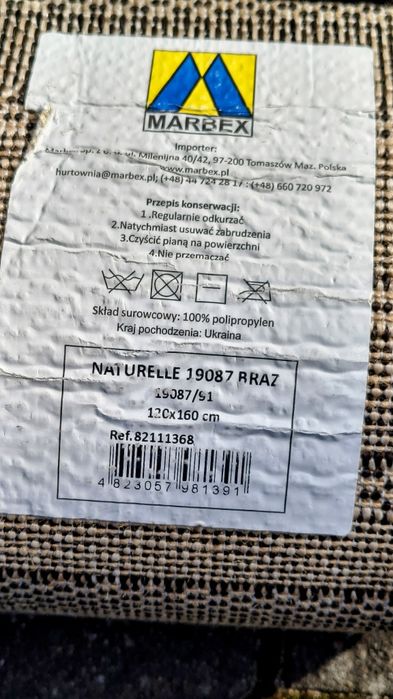 MARBEX
Importer:
ul. Milenijna 40/42, 97-200 Tomaszów Maz. Polska
www.marbex.pl
hurtownia@marbex.pl; (+48) 44 724 28 17 ; (+48) 660 720 972
Przepis konserwacji:
1.Regularnie odkurzać
2.Natychmiast usuwać zabrudzenia
3.Czyścić pianą na powierzchni
4.Nie przemaczać
Skład surowcowy: 100% polipropylen
Kraj pochodzenia: Ukraina
NATURELLE 19087 BRAZ
19087/91
120x160 cm
Ref.82111368
4 823057 981391